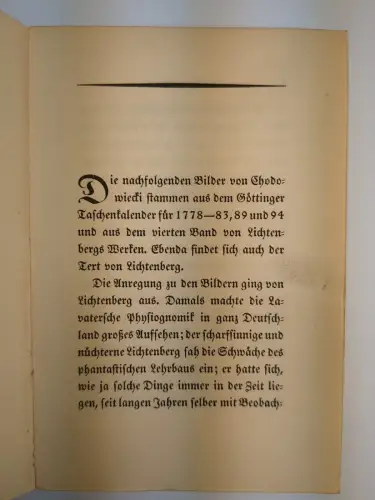 Die nachfolgenden Bilder von Chodo-
wiecki stammen aus dem Göttinger
Taschenkalender für 1778—83, 89 und 94
und aus dem vierten Band von Lichten-
bergs Werken. Ebenda findet sich auch der
Text von Lichtenberg.
Die Anregung zu den Bildern ging von
Lichtenberg aus. Damals machte die La-
vatersche Physiognomik in ganz Deutsch-
land großes Aufsehen; der scharfsinnige und
nüchterne Lichtenberg sah die Schwäche des
phantastischen Lehrbaus ein; er hatte sich,
wie ja solche Dinge immer in der Zeit lie-
gen, seit langen Jahren selber mit Beobach-